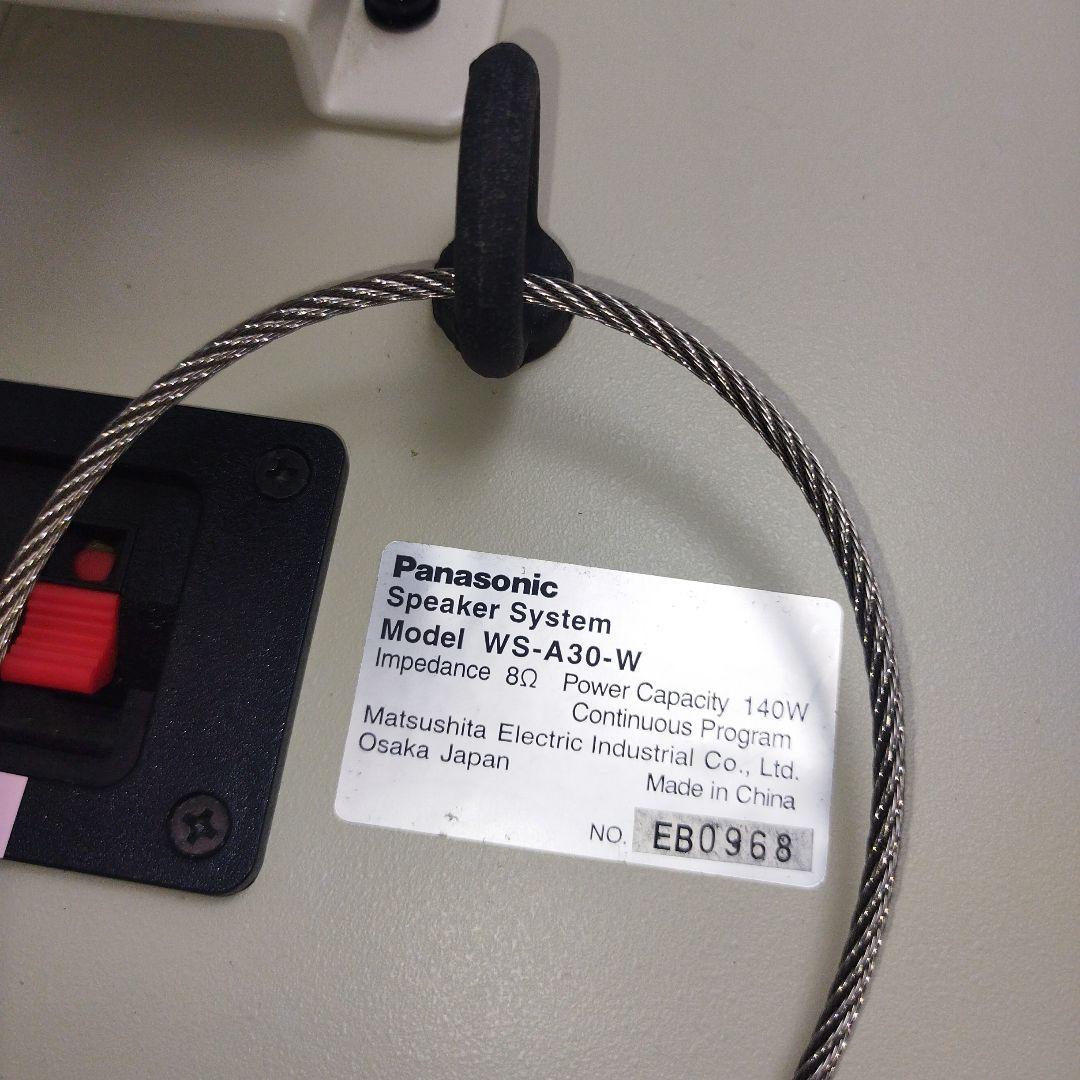 Panasonic
Speaker System
Model WS-A30-W
Impedance 8Ω Power Capacity 140W
Continuous Program
Matsushita Electric Industrial Co., Ltd.
Osaka Japan
Made in China
NO. EB0968